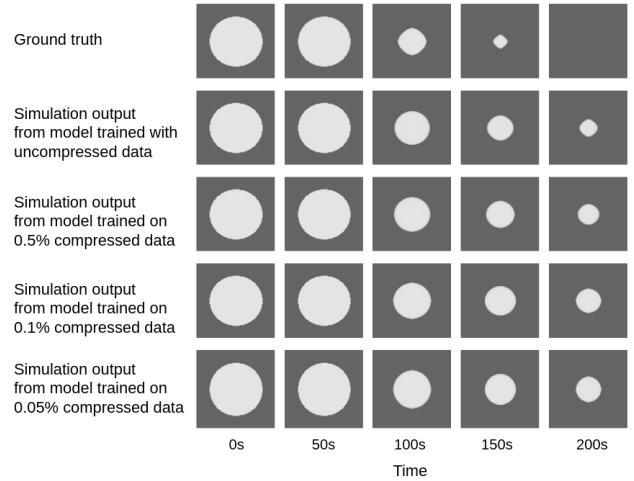 Ground truth
Simulation output
from model trained with
uncompressed data
Simulation output
from model trained on
0.5% compressed data
Simulation output
from model trained on
0.1% compressed data
Simulation output
from model trained on
0.05% compressed data
0s 50s 100s 150s 200s
Time